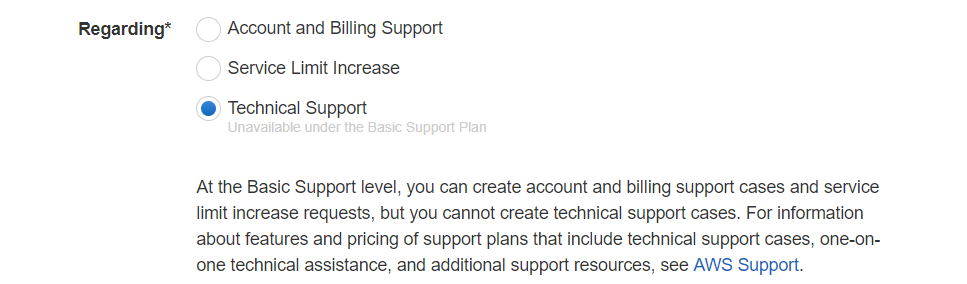 Regarding* Account and Billing Support
Service Limit Increase
Technical Support
Unavailable under the Basic Support Plan
At the Basic Support level, you can create account and billing support cases and service
limit increase requests, but you cannot create technical support cases. For information
about features and pricing of support plans that include technical support cases, one-on-
one technical assistance, and additional support resources, see AWS Support.